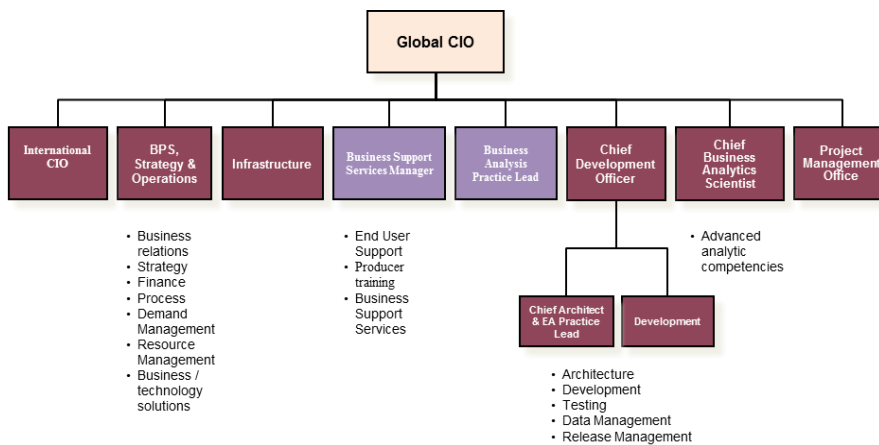 Global CIO
International
CIO
BPS,
Strategy &
Operations
Infrastructure
Business Support
Services Manager
Business
Analysis
Practice Lead
Chief
Development
Officer
Chief
Business
Analytics
Scientist
Project
Management
Office
• Business
relations
• Strategy
• Finance
• Process
• Demand
Management
• Resource
Management
• Business /
technology
solutions
• End User
Support
• Producer
training
• Business
Support
Services
• Advanced
analytic
competencies
Chief Architect
& EA Practice
Lead
Development
• Architecture
• Development
• Testing
• Data Management
• Release Management